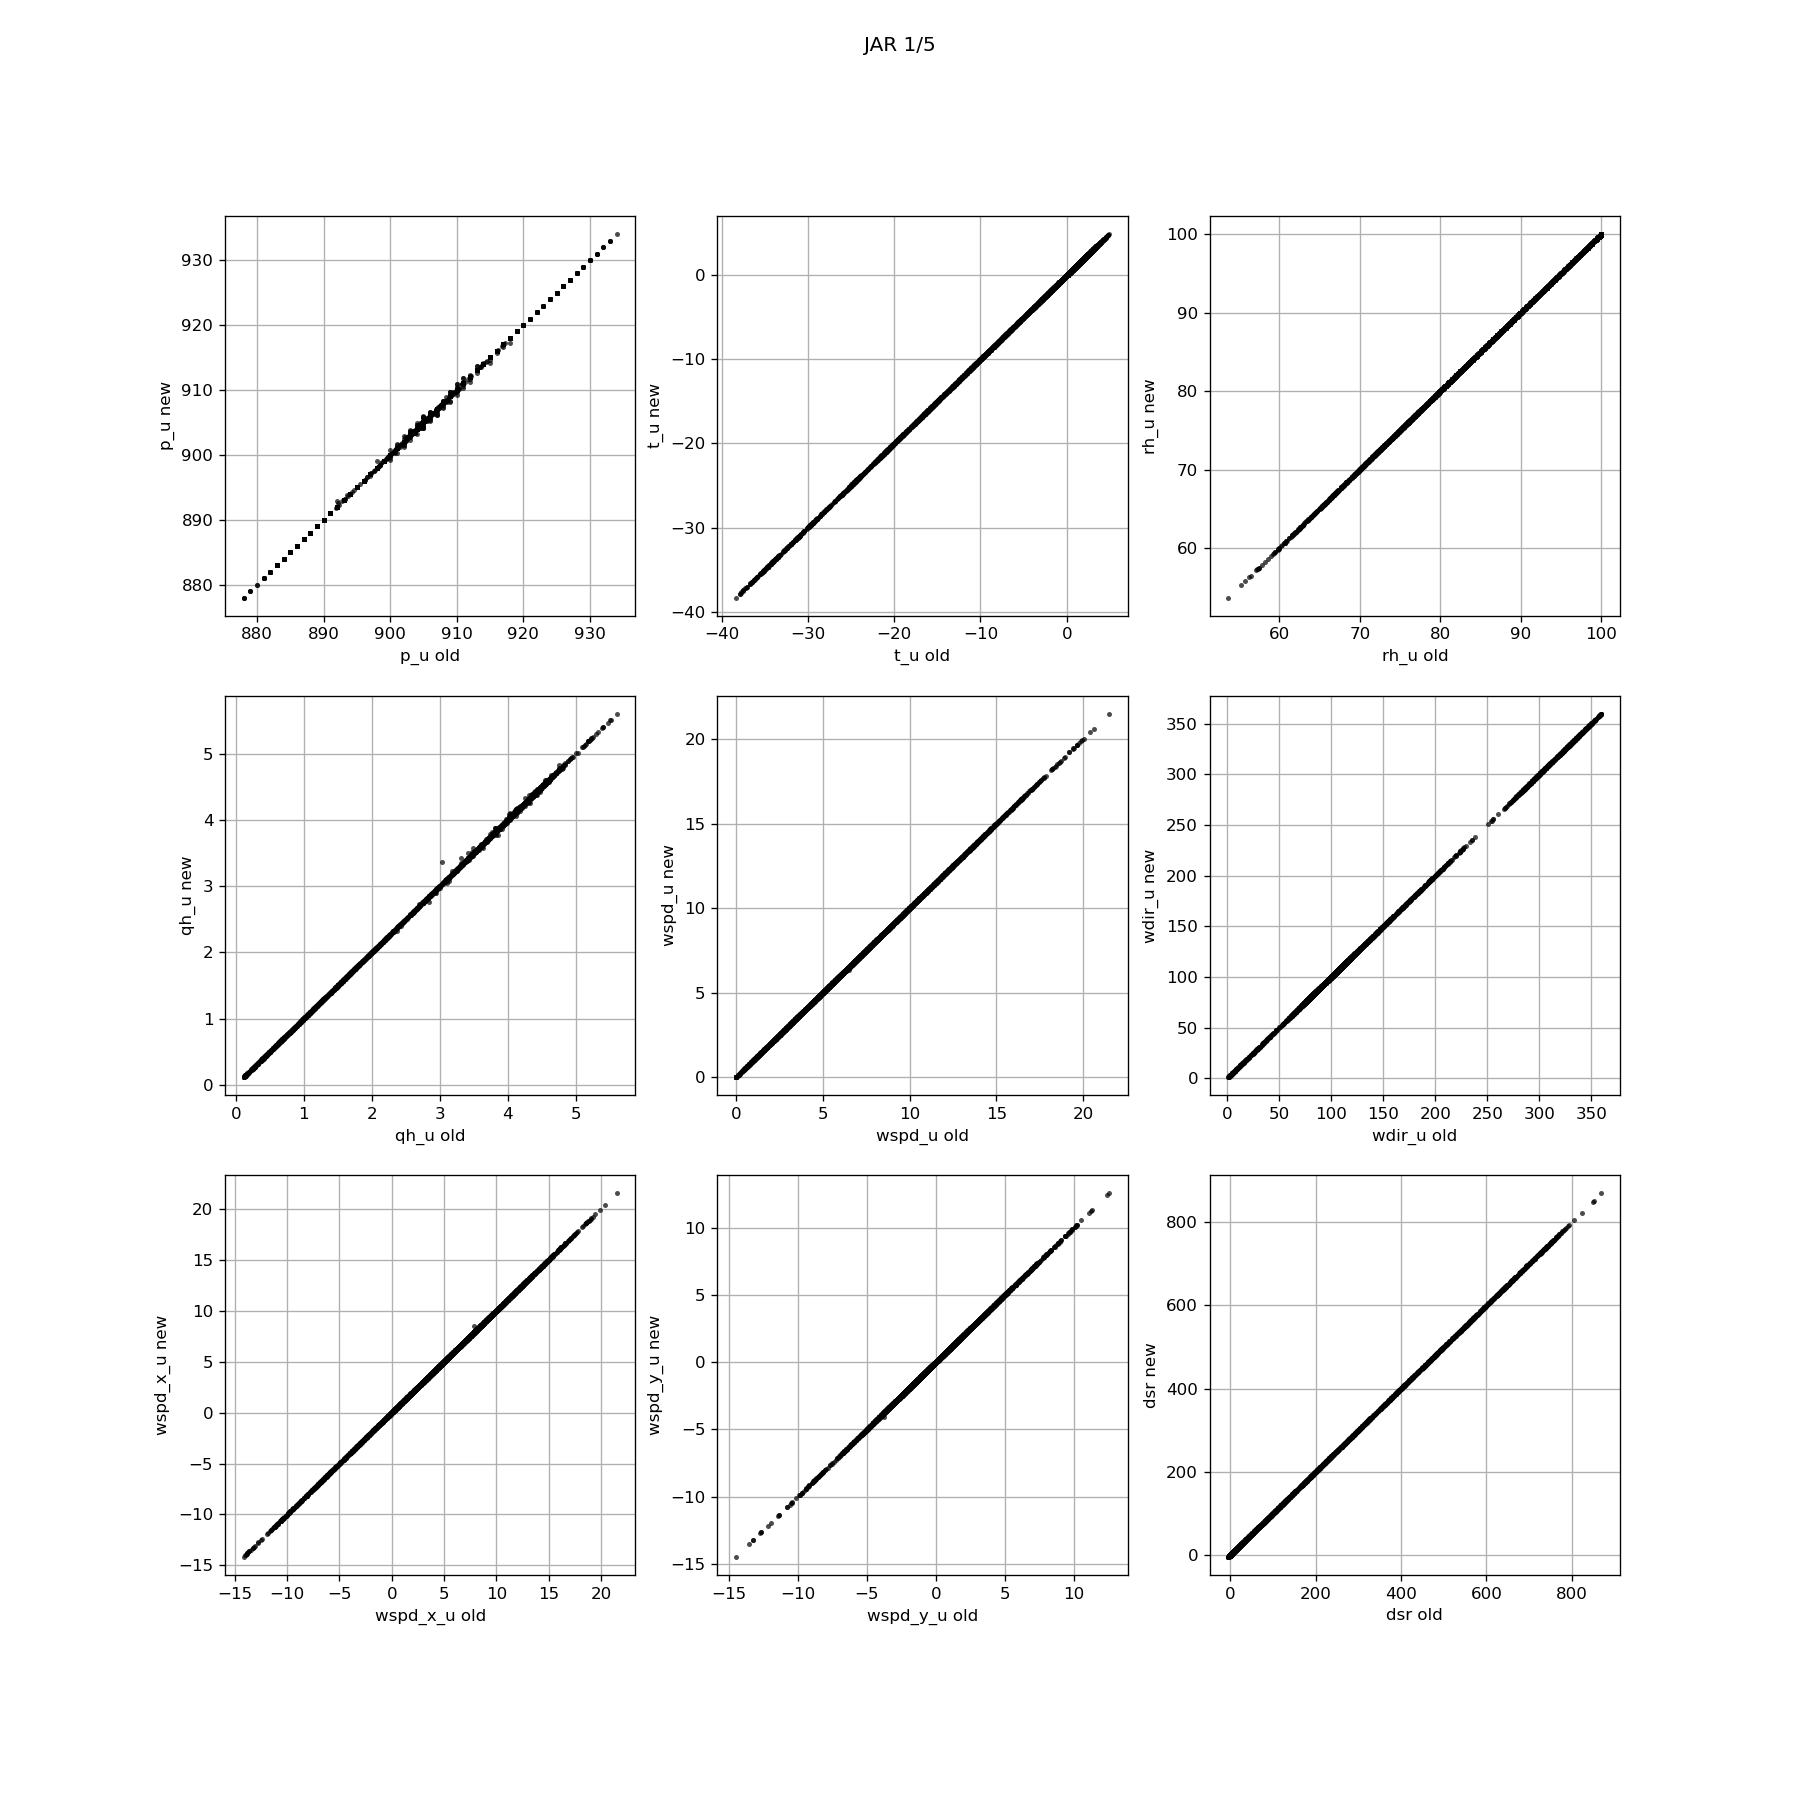 JAR 1/5
930
920
910
900
890
880
p_u new
880 890 900 910 920 930
p_u old
0
−10
−20
−30
−40
t_u new
−40 −30 −20 −10 0
t_u old
100
90
80
70
60
rh_u new
60 70 80 90 100
rh_u old
5
4
3
2
1
0
qh_u new
0 1 2 3 4 5
qh_u old
20
15
10
5
0
wspd_u new
0 5 10 15 20
wspd_u old
350
300
250
200
150
100
50
0
wdir_u new
0 50 100 150 200 250 300 350
wdir_u old
20
15
10
5
0
−5
−10
−15
wspd_x_u new
−15 −10 −5 0 5 10 15 20
wspd_x_u old
10
5
0
−5
−10
−15
wspd_y_u new
−15 −10 −5 0 5 10
wspd_y_u old
800
600
400
200
0
dsr new
0 200 400 600 800
dsr old